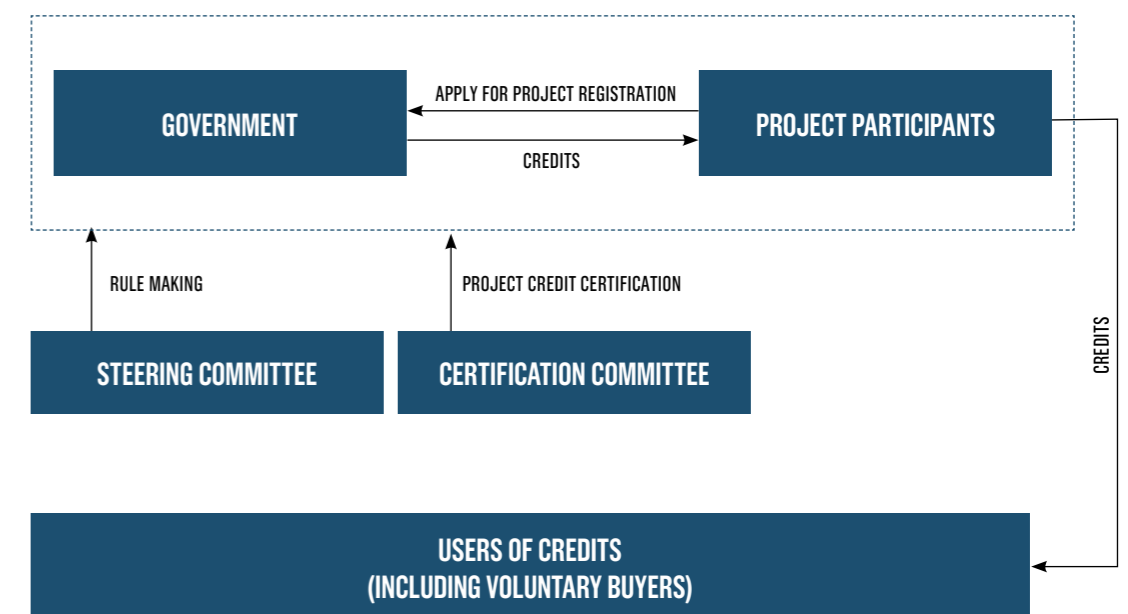 APPLY FOR PROJECT REGISTRATION
GOVERNMENT
PROJECT PARTICIPANTS
CREDITS
RULE MAKING
PROJECT CREDIT CERTIFICATION
CREDITS
STEERING COMMITTEE
CERTIFICATION COMMITTEE
USERS OF CREDITS
(INCLUDING VOLUNTARY BUYERS)